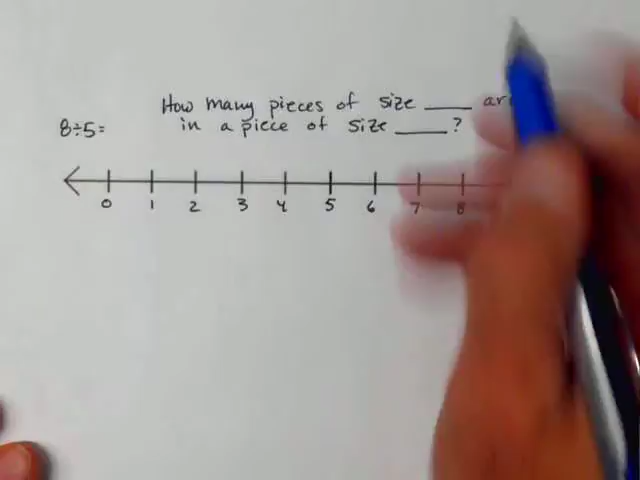 How many pieces of size ____ are
8÷5= in a piece of size ____ ?
0 1 2 3 4 5 6 7 8